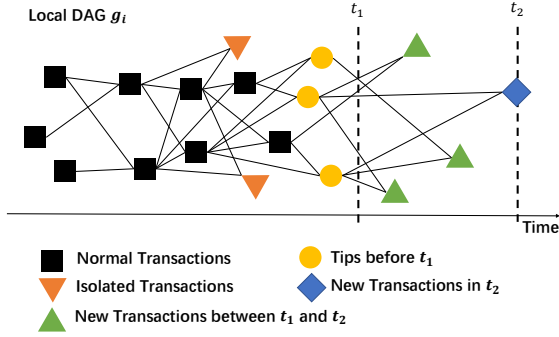 Local DAG g_i
t_1
t_2
Time
Normal Transactions
Tips before t_1
Isolated Transactions
New Transactions in t_2
New Transactions between t_1 and t_2